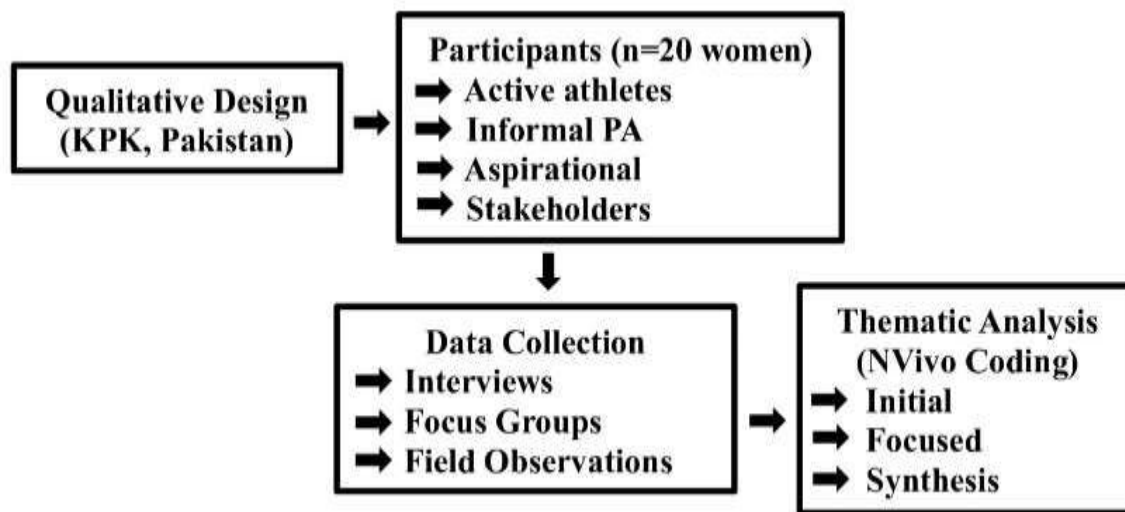 Qualitative Design
(KPK, Pakistan)
Participants (n=20 women)
Active athletes
Informal PA
Aspirational
Stakeholders
Data Collection
Interviews
Focus Groups
Field Observations
Thematic Analysis
(NVivo Coding)
Initial
Focused
Synthesis